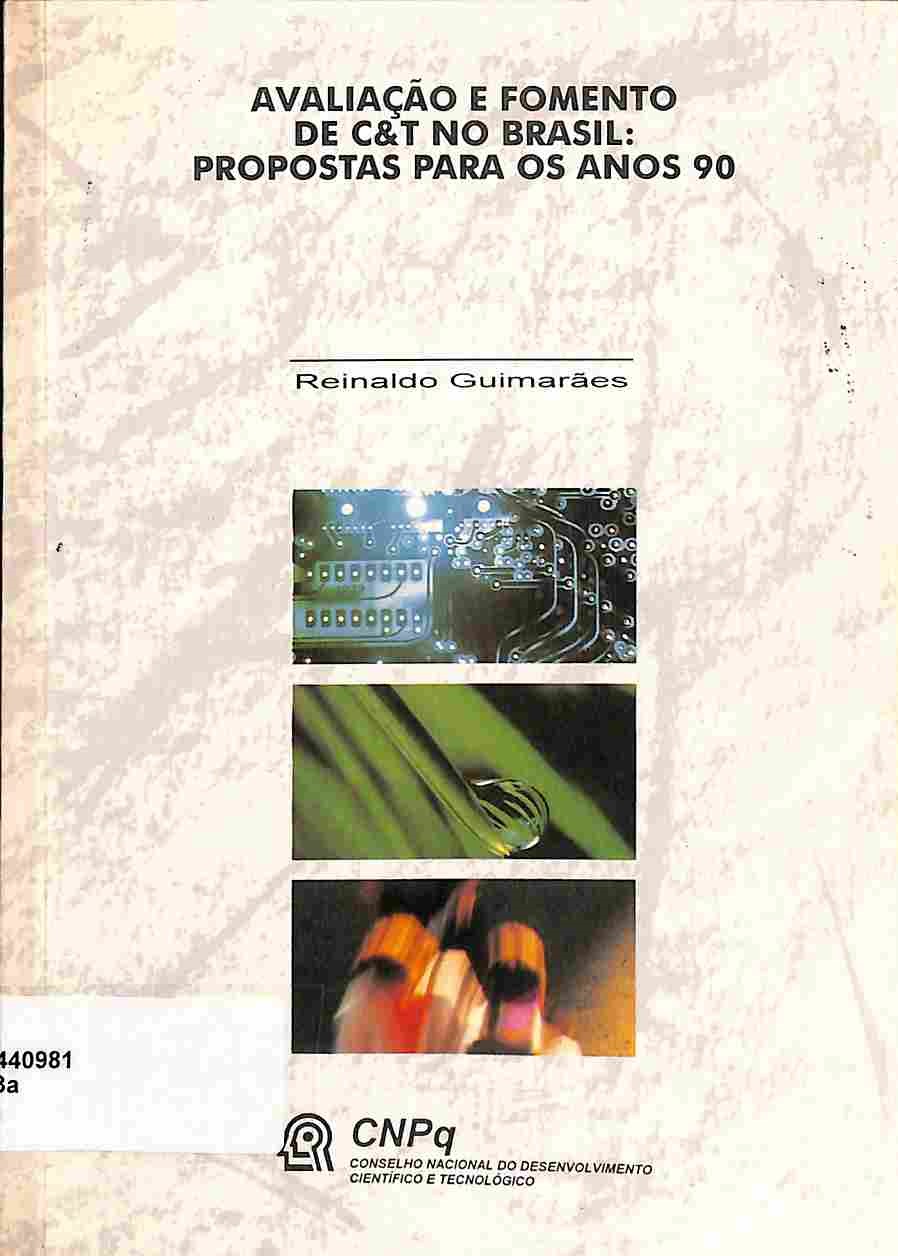 AVALIAÇÃO E FOMENTO
DE C&T NO BRASIL:
PROPOSTAS PARA OS ANOS 90
Reinaldo Guimarães
440981
3a
CNPq
CONSELHO NACIONAL DO DESENVOLVIMENTO
CIENTÍFICO E TECNOLÓGICO